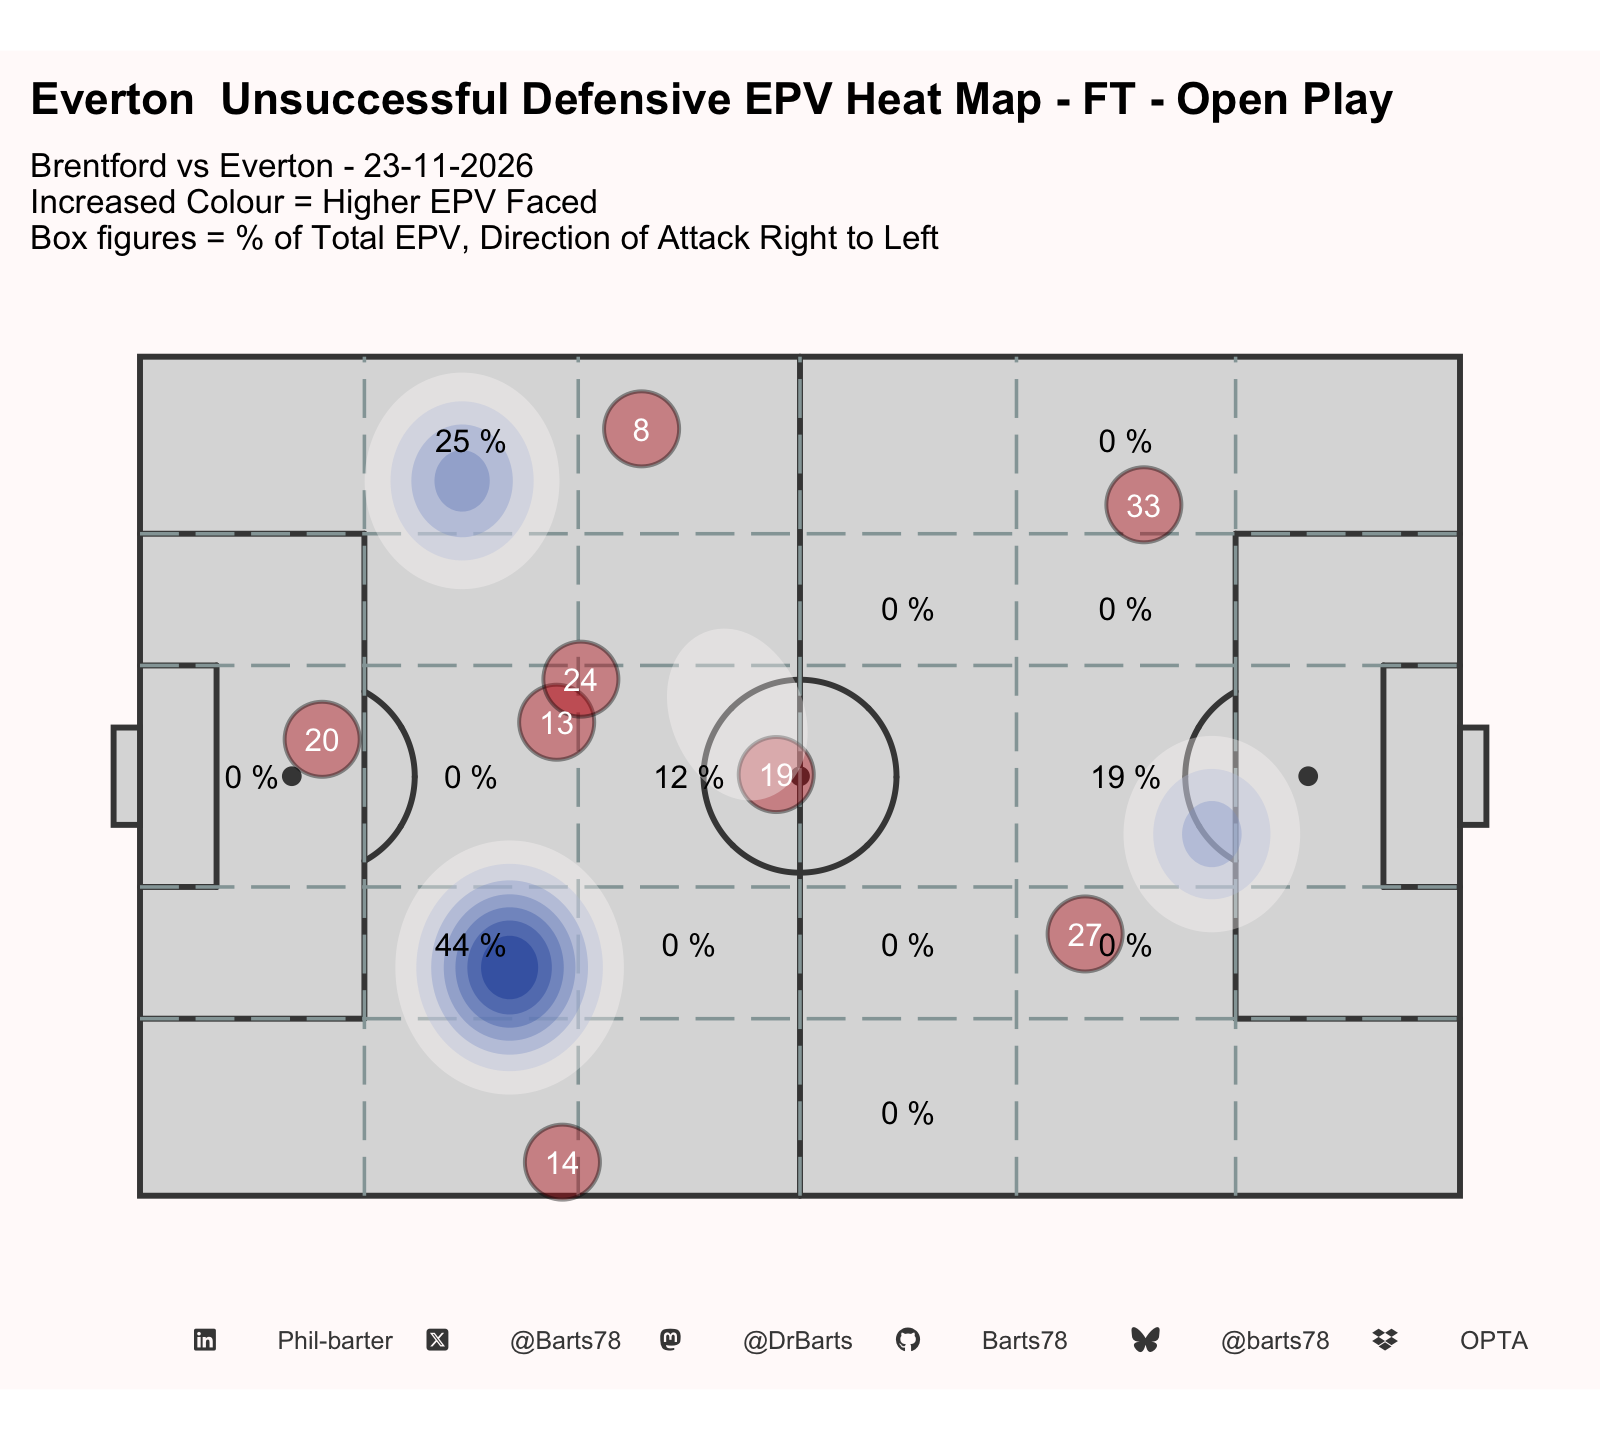 Everton  Unsuccessful Defensive EPV Heat Map - FT - Open Play
Brentford vs Everton - 23-11-2026
Increased Colour = Higher EPV Faced
Box figures = % of Total EPV, Direction of Attack Right to Left
8
25 %
0 %
33
0 %
0 %
24
13
20
0 %
0 %
12 %
19
19 %
27
44 %
0 %
0 %
0 %
0 %
14
Phil-barter
@Barts78
@DrBarts
Barts78
@barts78
OPTA